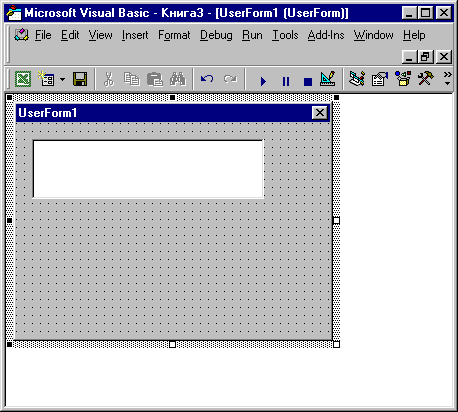 Microsoft Visual Basic - Книга3 - [UserForm1 (UserForm)]
File Edit View Insert Format Debug Run Tools Add-Ins Window Help
UserForm1